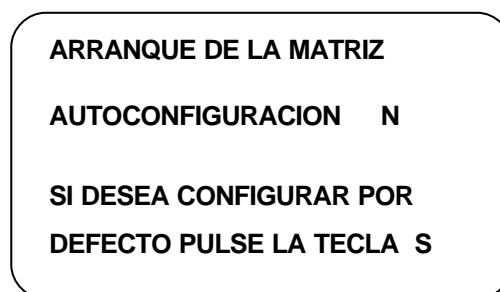 ARRANQUE DE LA MATRIZ
AUTOCONFIGURACION N
SI DESEA CONFIGURAR POR
DEFECTO PULSE LA TECLA S